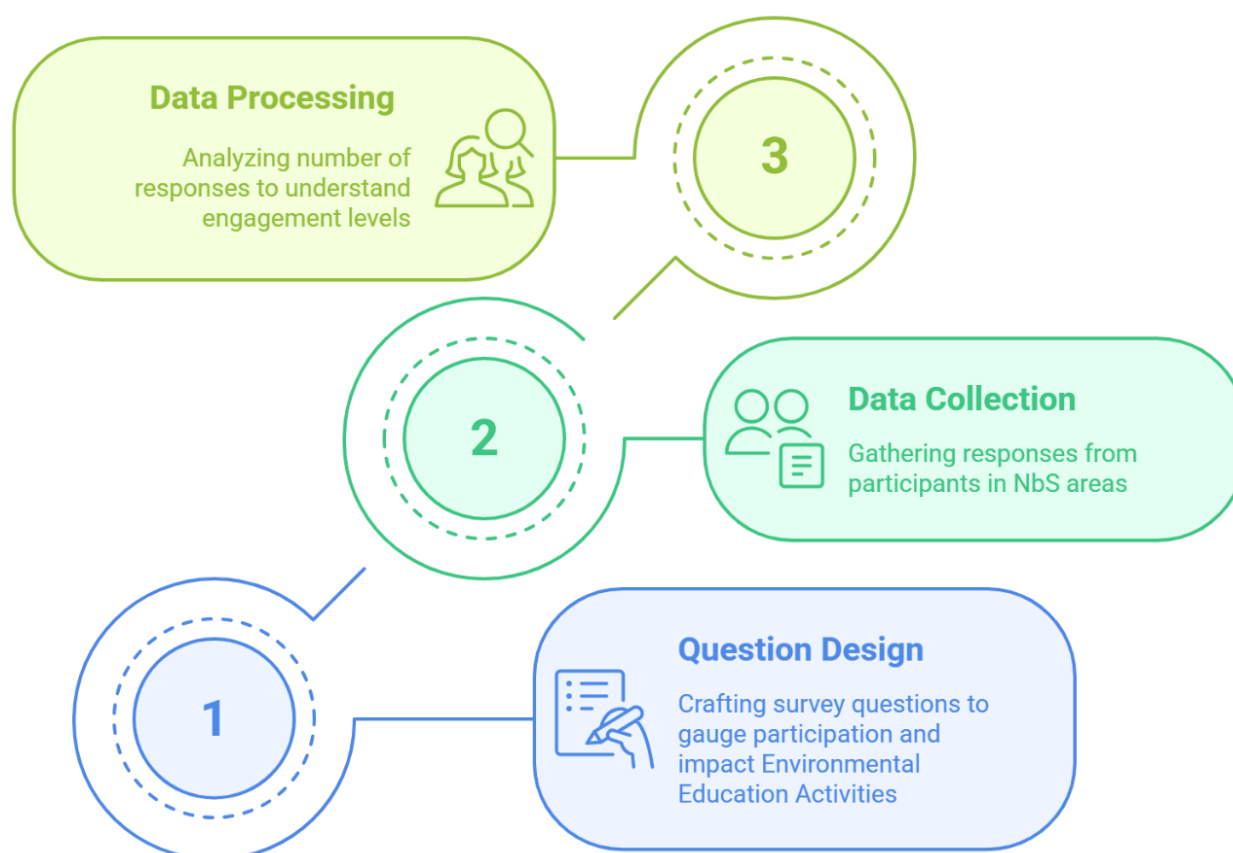 Data Processing
Analyzing number of
responses to understand
engagement levels
3
2
Data Collection
Gathering responses from
participants in NbS areas
1
Question Design
Crafting survey questions to
gauge participation and
impact Environmental
Education Activities